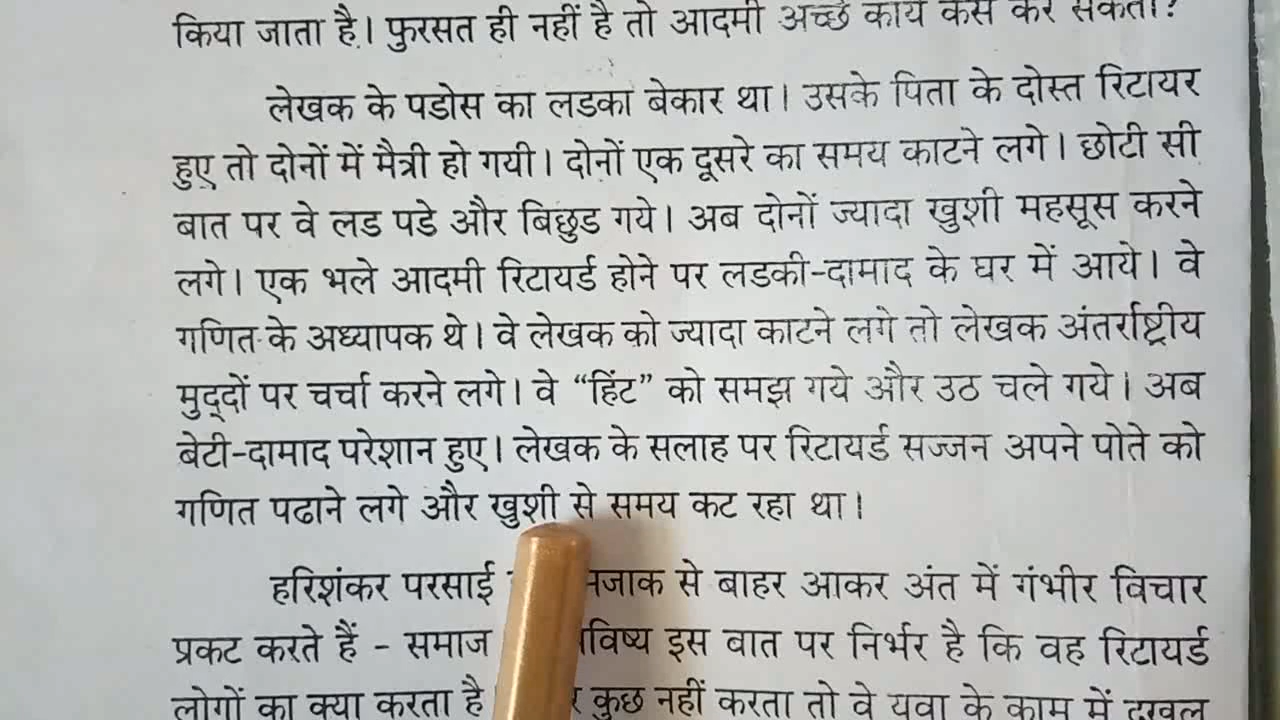 किया जाता है। फुरसत ही नहीं है तो आदमी अच्छे कार्य कैसे कर सकता?
लेखक के पडोस का लडका बेकार था। उसके पिता के दोस्त रिटायर
हुए तो दोनों में मैत्री हो गयी। दोनों एक दूसरे का समय काटने लगे। छोटी सी
बात पर वे लड पडे और बिछुड गये। अब दोनों ज्यादा खुशी महसूस करने
लगे। एक भले आदमी रिटायर्ड होने पर लडकी-दामाद के घर में आये। वे
गणित के अध्यापक थे। वे लेखक को ज्यादा काटने लगे तो लेखक अंतर्राष्ट्रीय
मुद्दों पर चर्चा करने लगे। वे “हिंट” को समझ गये और उठ चले गये। अब
बेटी-दामाद परेशान हुए। लेखक के सलाह पर रिटायर्ड सज्जन अपने पोते को
गणित पढाने लगे और खुशी से समय कट रहा था।
हरिशंकर परसाई से बाहर आकर अंत में गंभीर विचार
प्रकट करते हैं - समाज इस बात पर निर्भर है कि वह रिटायर्ड
लोगों का क्या करता है कुछ नहीं करता तो वे युवा के काम में दखल